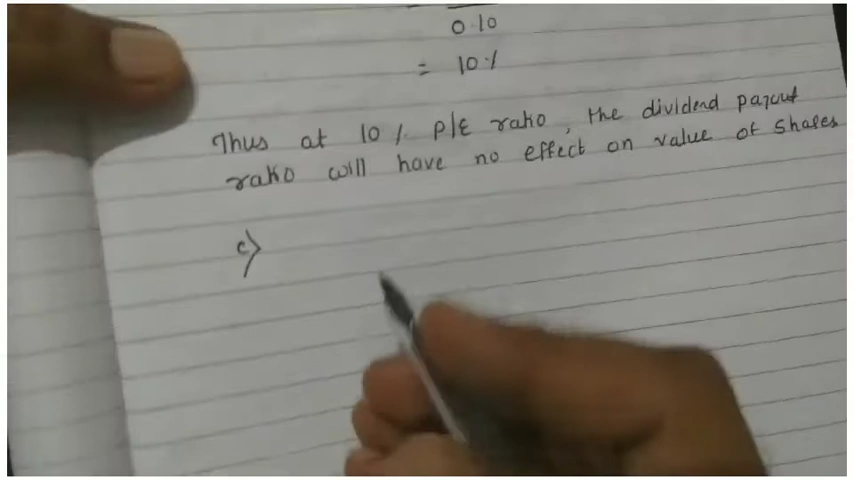 0.10
= 10%
Thus at 10% P/E ratio, the dividend payout
ratio will have no effect on value of shares
c)